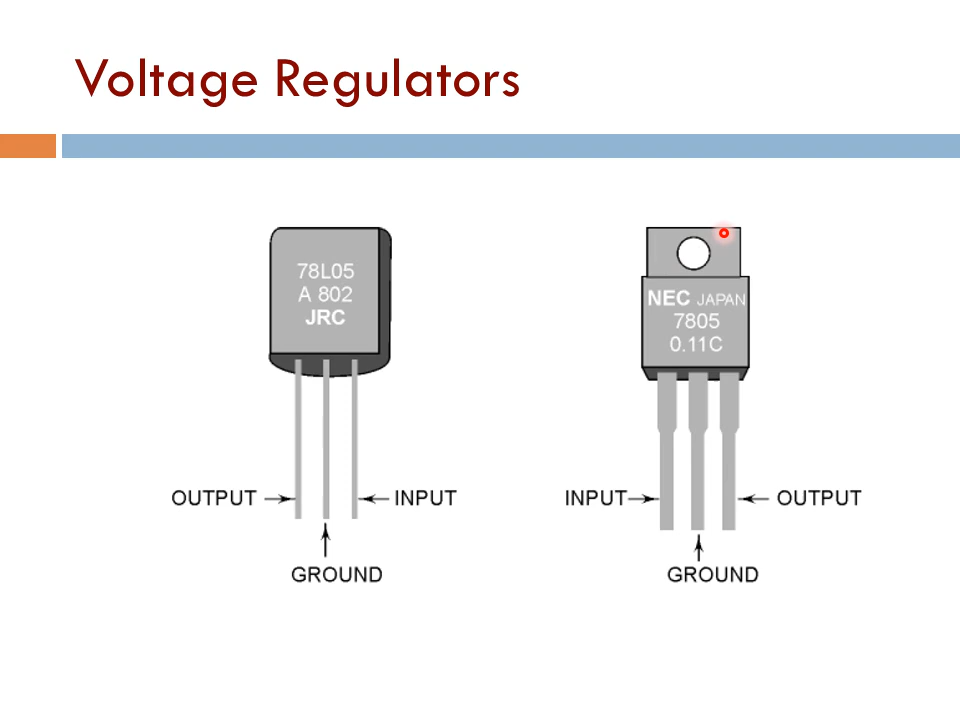 Voltage Regulators
78L05
A 802
JRC
OUTPUT
INPUT
GROUND
NEC JAPAN
7805
0.11C
INPUT
OUTPUT
GROUND